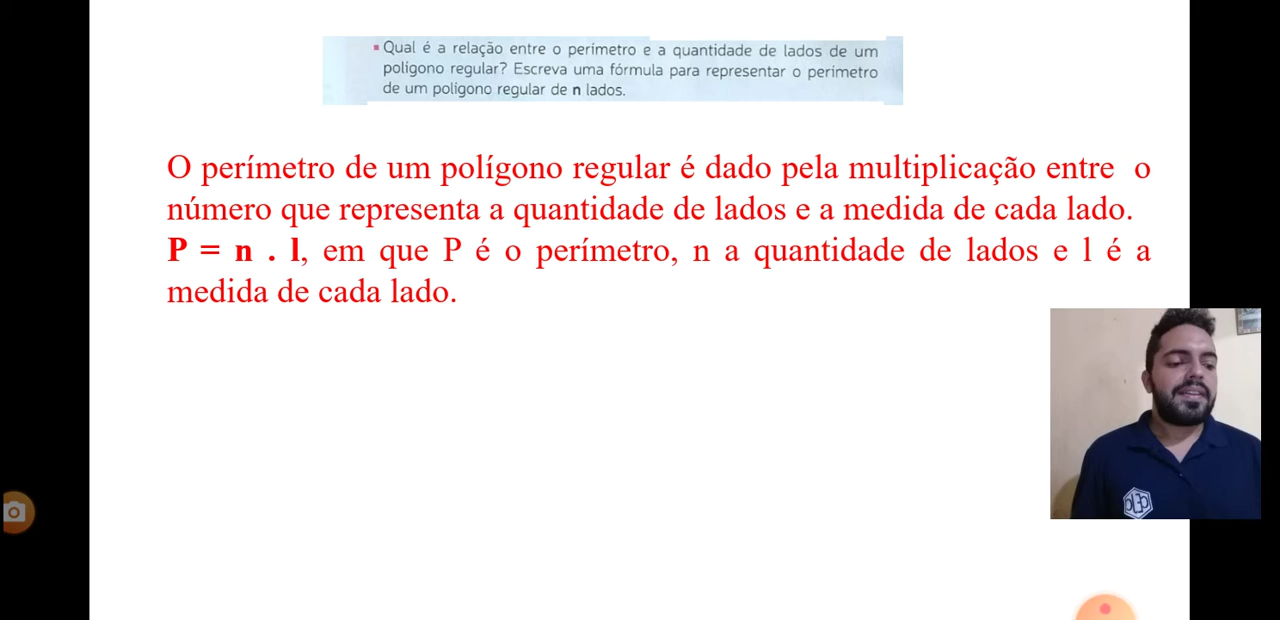 ▪ Qual é a relação entre o perímetro e a quantidade de lados de um
polígono regular? Escreva uma fórmula para representar o perímetro
de um polígono regular de n lados.
O perímetro de um polígono regular é dado pela multiplicação entre o
número que representa a quantidade de lados e a medida de cada lado.
P = n . l, em que P é o perímetro, n a quantidade de lados e l é a
medida de cada lado.